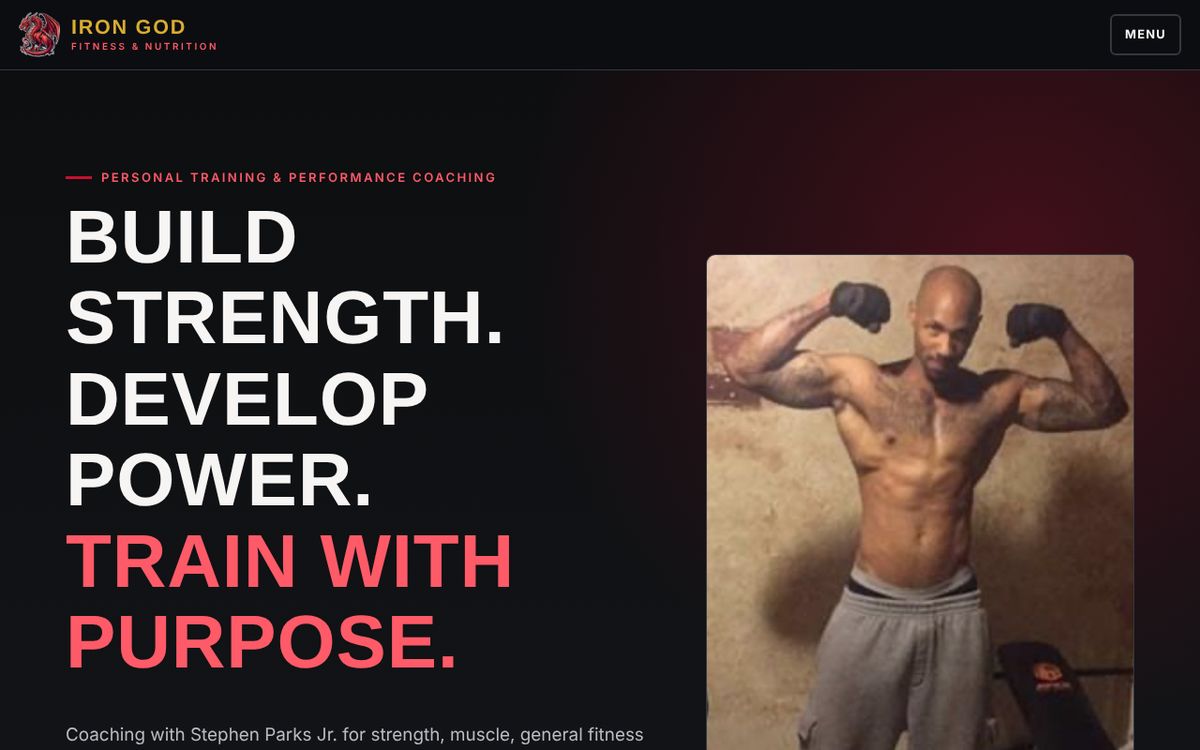 IRON GOD
FITNESS & NUTRITION
MENU
PERSONAL TRAINING & PERFORMANCE COACHING
BUILD
STRENGTH.
DEVELOP
POWER.
TRAIN WITH
PURPOSE.
Coaching with Stephen Parks Jr. for strength, muscle, general fitness